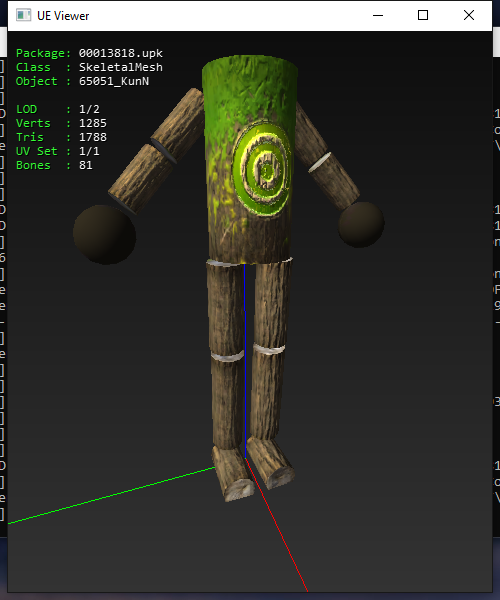 UE Viewer
Package: 00013818.upk
Class  : SkeletalMesh
Object : 65051_KunN
LOD    : 1/2
Verts  : 1285
Tris   : 1788
UV Set : 1/1
Bones  : 81